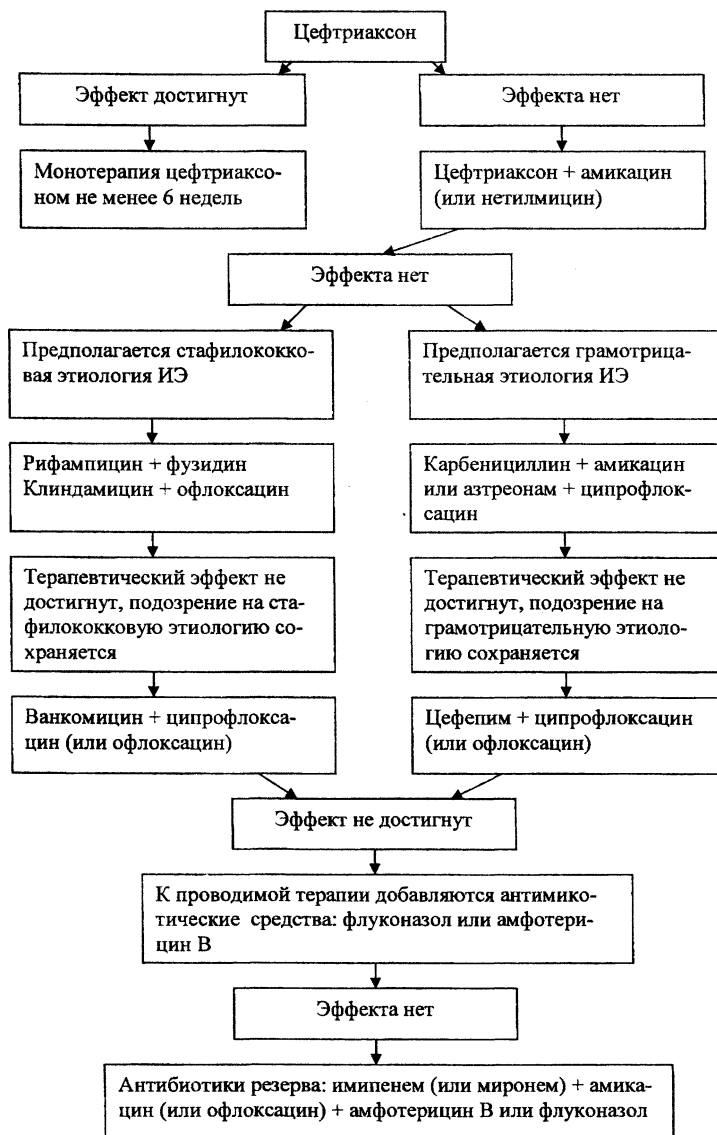 Цефтриаксон
Эффект достигнут
Эффекта нет
Монотерапия цефтриаксо-
ном не менее 6 недель
Цефтриаксон + амикацин
(или нетилмицин)
Эффекта нет
Предполагается стафилококко-
вая этиология ИЭ
Предполагается грамотрица-
тельная этиология ИЭ
Рифампицин + фузидин
Клиндамицин + офлоксацин
Карбенициллин + амикацин
или азтреонам + ципрофлок-
сацин
Терапевтический эффект не
достигнут, подозрение на ста-
филококковую этиологию со-
храняется
Терапевтический эффект не
достигнут, подозрение на
грамотрицательную этиоло-
гию сохраняется
Ванкомицин + ципрофлокса-
цин (или офлоксацин)
Цефепим + ципрофлоксацин
(или офлоксацин)
Эффект не достигнут
К проводимой терапии добавляются антимико-
тические средства: флуконазол или амфотери-
цин В
Эффекта нет
Антибиотики резерва: имипенем (или миронем) + амика-
цин (или офлоксацин) + амфотерицин В или флуконазол